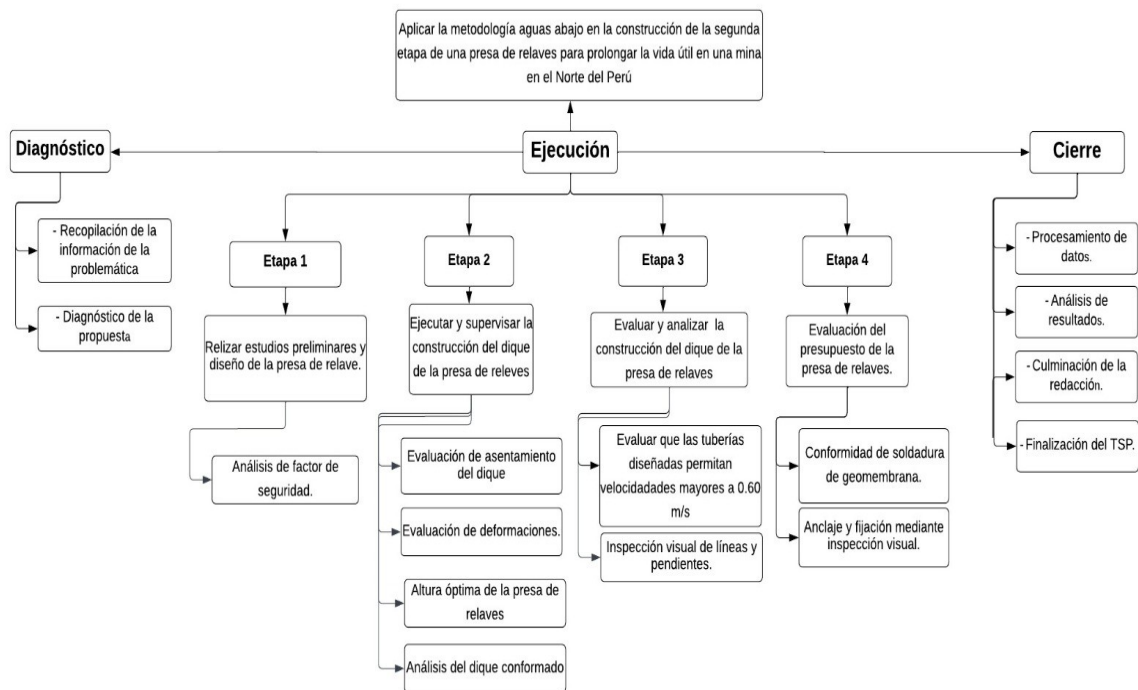 Aplicar la metodología aguas abajo en la construcción de la segunda
etapa de una presa de relaves para prolongar la vida útil en una mina
en el Norte del Perú
Diagnóstico
Ejecución
Cierre
- Recopilación de la
información de la
problemática
- Diagnóstico de la
propuesta
Etapa 1
Relizar estudios preliminares y
diseño de la presa de relave.
Análisis de factor de
seguridad.
Etapa 2
Ejecutar y supervisar la
construcción del dique
de la presa de releves
Evaluación de asentamiento
del dique
Evaluación de deformaciones.
Altura óptima de la presa de
relaves
Análisis del dique conformado
Etapa 3
Evaluar y analizar la
construcción del dique de la
presa de relaves
Evaluar que las tuberías
diseñadas permitan
velocidadades mayores a 0.60
m/s
Inspección visual de líneas y
pendientes.
Etapa 4
Evaluación del
presupuesto de la
presa de relaves.
Conformidad de soldadura
de geomembrana.
Anclaje y fijación mediante
inspección visual.
- Procesamiento de
datos.
- Análisis de
resultados.
- Culminación de la
redacción.
- Finalización del TSP.